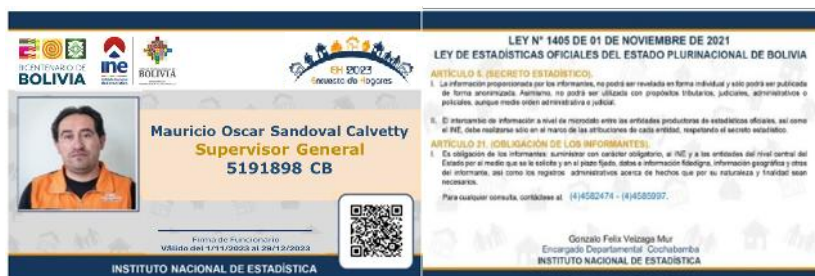 BICENTENARIO DE
BOLIVIA
ine
BOLIVIA
EH 2023
Encuesta de Hogares
Mauricio Oscar Sandoval Calvetty
Supervisor General
5191898 CB
Firma de Funcionario
Válido del 1/11/2023 al 29/12/2023
INSTITUTO NACIONAL DE ESTADÍSTICA
LEY N° 1405 DE 01 DE NOVIEMBRE DE 2021
LEY DE ESTADÍSTICAS OFICIALES DEL ESTADO PLURINACIONAL DE BOLIVIA
ARTÍCULO 5. (SECRETO ESTADÍSTICO).
I. La información proporcionada por los informantes, no podrá ser revelada en forma individual y sólo podrá ser publicada
de forma anonimizada. Asimismo, no podrá ser utilizada con propósitos tributarios, judiciales, administrativos o
policiales, aunque medie orden administrativa o judicial.
II. El intercambio de información a nivel de microdato entre las entidades productoras de estadísticas oficiales, así como
el INE, debe realizarse sólo en el marco de las atribuciones de cada entidad, respetando el secreto estadístico.
ARTÍCULO 21. (OBLIGACIÓN DE LOS INFORMANTES).
I. Es obligación de los informantes: suministrar con carácter obligatorio, al INE y a las entidades del nivel central del
Estado por el medio que se le solicite y en el plazo fijado, datos e información fidedigna, información geográfica y otros
del informante, así como los registros administrativos acerca de hechos que por su naturaleza y finalidad sean
necesarios.
Para cualquier consulta, contáctese al: (4)4582474 - (4)4585997.
Gonzalo Felix Veizaga Mur
Encargado Departamental Cochabamba
INSTITUTO NACIONAL DE ESTADÍSTICA